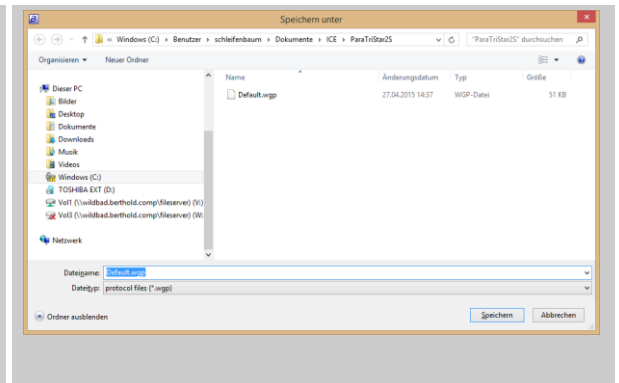 Speichern unter
« Windows (C:) › Benutzer › schleifenbaum › Dokumente › ICE › ParaTriStar2S
"ParaTriStar2S" durchsuchen
Organisieren Neuer Ordner
Name Änderungsdatum Typ Größe
Default.wgp 27.04.2015 14:37 WGP-Datei 51 KB
Dieser PC
Bilder
Desktop
Dokumente
Downloads
Musik
Videos
Windows (C:)
TOSHIBA EXT (D:)
Vol1 (\\wildbad.berthold.comp\fileserver) (V:)
Vol3 (\\wildbad.berthold.comp\fileserver) (W:
Netzwerk
Dateiname: Default.wgp
Dateityp: protocol files (*.wgp)
Ordner ausblenden
Speichern Abbrechen